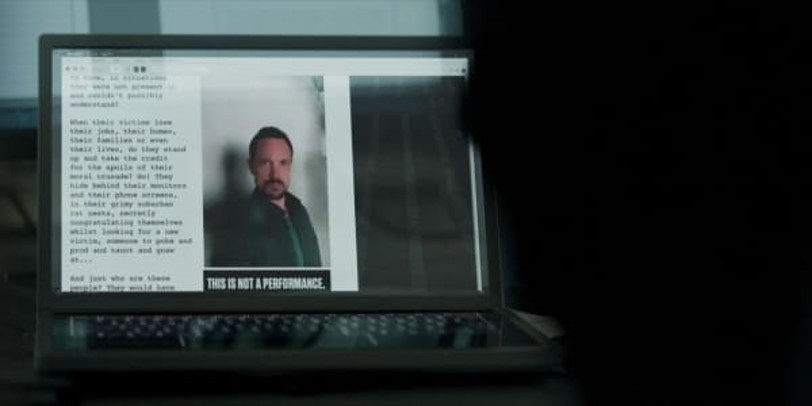 to come, in situations
they were not present
and couldn't possibly
understand?
When their victims lose
their jobs, their homes,
their families or even
their lives, do they stand
up and take the credit
for the spoils of their
moral crusade? No! They
hide behind their monitors
and their phone screens,
in their grimy suburban
rat nests, secretly
congratulating themselves
whilst looking for a new
victim, someone to poke and
prod and taunt and gnaw
at...
And just who are these
people? They would have
THIS IS NOT A PERFORMANCE.